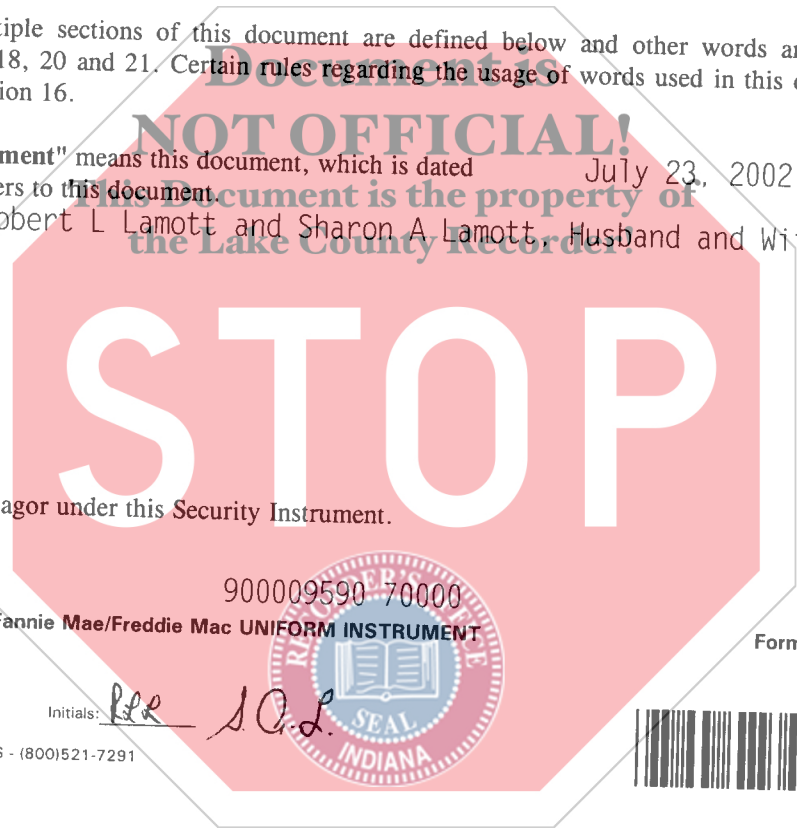 tiple sections of this document are defined below and other words ar
18, 20 and 21. Certain rules regarding the usage of words used in this
Document is
ion 16.
NOT OFFICIAL!
ment" means this document, which is dated July 23, 2002
ers to this document.
This Document is the property of
obert L Lamott and Sharon A Lamott, Husband and Wi
the Lake County Recorder!
STOP
agor under this Security Instrument.
900009590 70000
annie Mae/Freddie Mac UNIFORM INSTRUMENT
Form
RECORDER'S OFFICE
Initials: RLL S.A.L.
SEAL
INDIANA
S - (800)521-7291